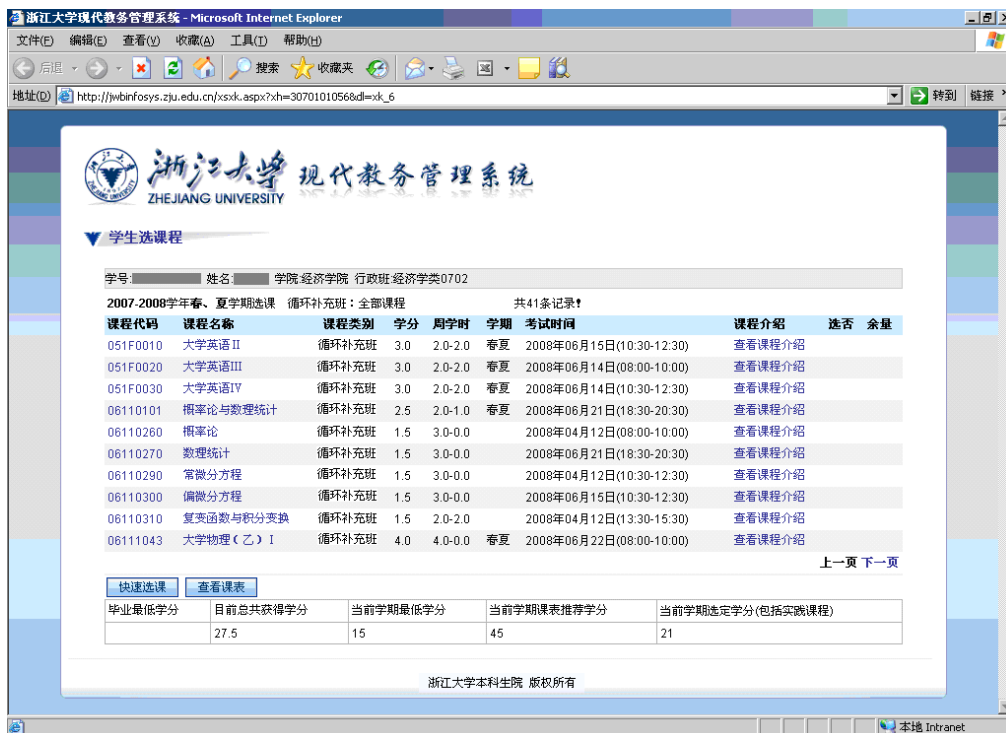 浙江大学现代教务管理系统 - Microsoft Internet Explorer
文件(F) 编辑(E) 查看(V) 收藏(A) 工具(T) 帮助(H)
后退 搜索 收藏夹
地址(D) http://jwbinfosys.zju.edu.cn/xsxk.aspx?xh=3070101056&dl=xk_6 转到 链接
浙江大学 现代教务管理系统
ZHEJIANG UNIVERSITY
学生选课程
学号: 姓名: 学院:经济学院 行政班:经济学类0702
2007-2008学年春、夏学期选课 循环补充班：全部课程 共41条记录!
课程代码 课程名称 课程类别 学分 周学时 学期 考试时间 课程介绍 选否 余量
051F0010 大学英语II 循环补充班 3.0 2.0-2.0 春夏 2008年06月15日(10:30-12:30) 查看课程介绍
051F0020 大学英语III 循环补充班 3.0 2.0-2.0 春夏 2008年06月14日(08:00-10:00) 查看课程介绍
051F0030 大学英语IV 循环补充班 3.0 2.0-2.0 春夏 2008年06月14日(10:30-12:30) 查看课程介绍
06110101 概率论与数理统计 循环补充班 2.5 2.0-1.0 春夏 2008年06月21日(18:30-20:30) 查看课程介绍
06110260 概率论 循环补充班 1.5 3.0-0.0 2008年04月12日(08:00-10:00) 查看课程介绍
06110270 数理统计 循环补充班 1.5 3.0-0.0 2008年06月21日(18:30-20:30) 查看课程介绍
06110290 常微分方程 循环补充班 1.5 3.0-0.0 2008年04月12日(10:30-12:30) 查看课程介绍
06110300 偏微分方程 循环补充班 1.5 3.0-0.0 2008年06月15日(10:30-12:30) 查看课程介绍
06110310 复变函数与积分变换 循环补充班 1.5 2.0-2.0 2008年04月12日(13:30-15:30) 查看课程介绍
06111043 大学物理（乙）I 循环补充班 4.0 4.0-0.0 春夏 2008年06月22日(08:00-10:00) 查看课程介绍
上一页 下一页
快速选课 查看课表
毕业最低学分 目前总共获得学分 当前学期最低学分 当前学期课表推荐学分 当前学期选定学分(包括实践课程)
27.5 15 45 21
浙江大学本科生院 版权所有
本地 Intranet